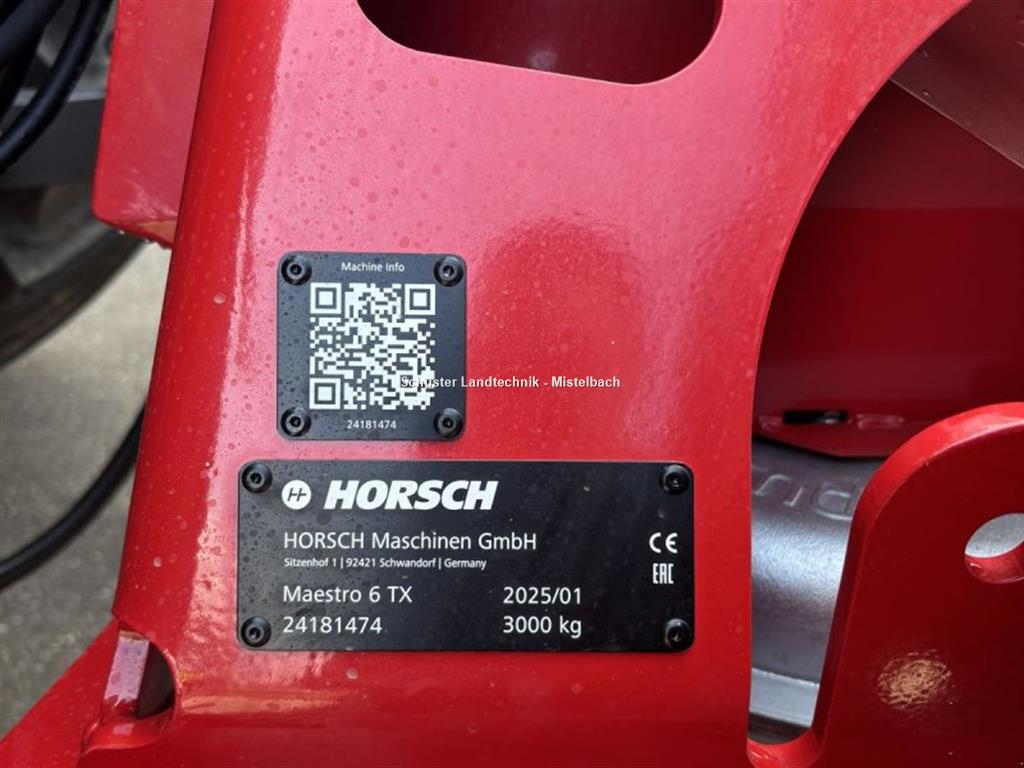 Machine Info
24181474
Schuster Landtechnik - Mistelbach
HORSCH
HORSCH Maschinen GmbH
Sitzenhof 1 | 92421 Schwandorf | Germany
CE
EAC
Maestro 6 TX 2025/01
24181474 3000 kg